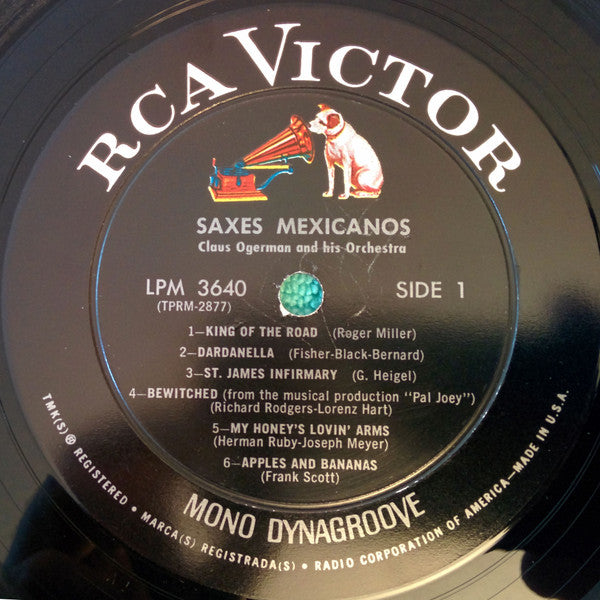 RCA VICTOR
SAXES MEXICANOS
Claus Ogerman and his Orchestra
LPM 3640
(TPRM-2877)
SIDE 1
1—KING OF THE ROAD (Roger Miller)
2—DARDANELLA (Fisher-Black-Bernard)
3—ST. JAMES INFIRMARY (G. Heigel)
4—BEWITCHED (from the musical production "Pal Joey")
(Richard Rodgers-Lorenz Hart)
5—MY HONEY'S LOVIN' ARMS
(Herman Ruby-Joseph Meyer)
6—APPLES AND BANANAS
(Frank Scott)
MONO DYNAGROOVE
TMK(S) ® REGISTERED • MARCA(S) REGISTRADA(S) • RADIO CORPORATION OF AMERICA—MADE IN U.S.A.